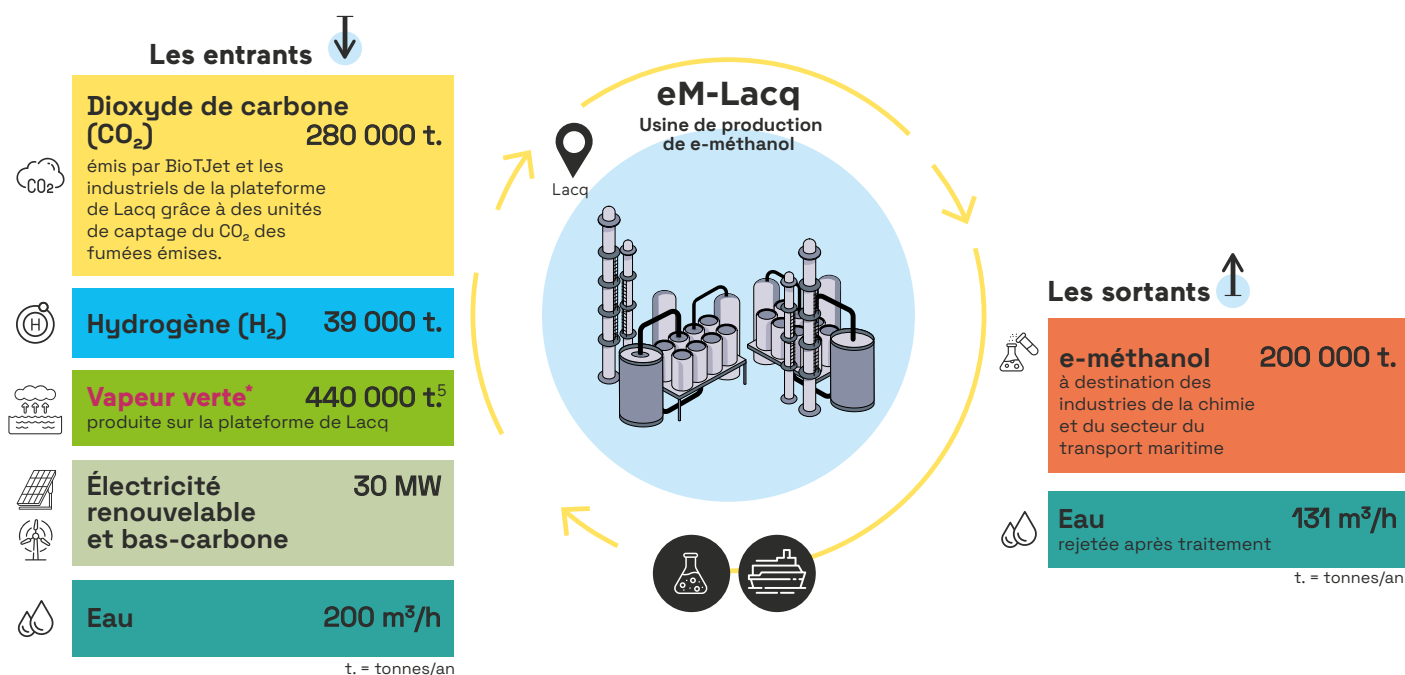 Les entrants
Dioxyde de carbone
(CO₂) 280 000 t.
émis par BioTJet et les
industriels de la plateforme
de Lacq grâce à des unités
de captage du CO₂ des
fumées émises.
CO₂
Hydrogène (H₂) 39 000 t.
H
Vapeur verte* 440 000 t.⁵
produite sur la plateforme de Lacq
Électricité 30 MW
renouvelable
et bas-carbone
Eau 200 m³/h
t. = tonnes/an
eM-Lacq
Usine de production
de e-méthanol
Lacq
Les sortants
e-méthanol 200 000 t.
à destination des
industries de la chimie
et du secteur du
transport maritime
Eau 131 m³/h
rejetée après traitement
t. = tonnes/an